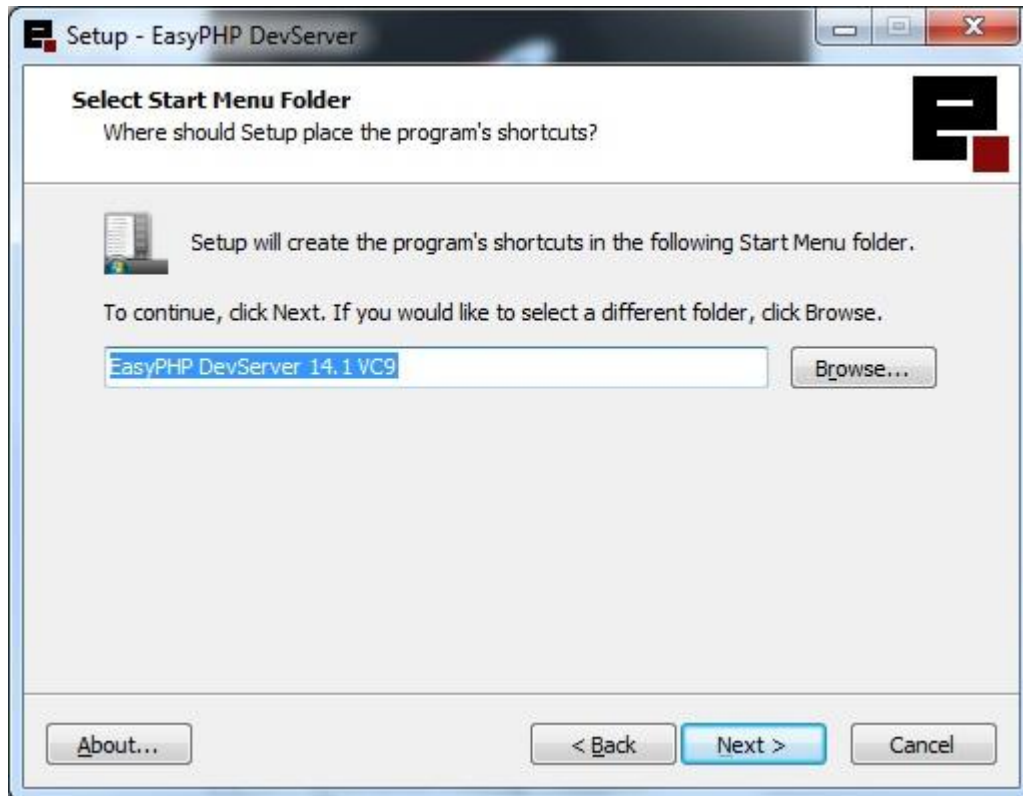 Setup - EasyPHP DevServer
Select Start Menu Folder
Where should Setup place the program's shortcuts?
Setup will create the program's shortcuts in the following Start Menu folder.
To continue, click Next. If you would like to select a different folder, click Browse.
EasyPHP DevServer 14.1 VC9
Browse...
About...
< Back
Next >
Cancel